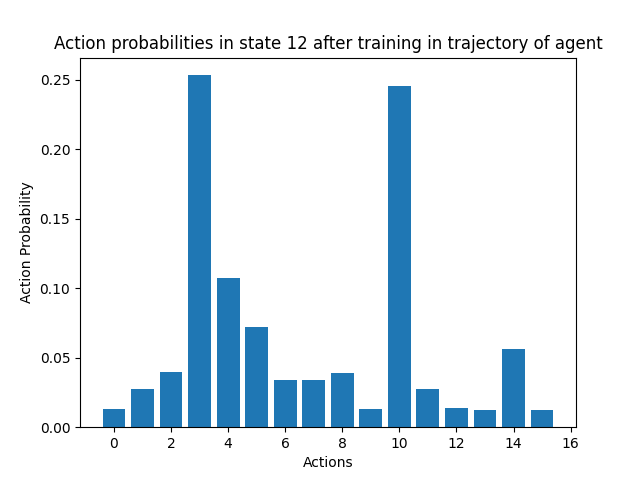 Action probabilities in state 12 after training in trajectory of agent
0.25
0.20
0.15
0.10
0.05
0.00
Action Probability
0 2 4 6 8 10 12 14 16
Actions